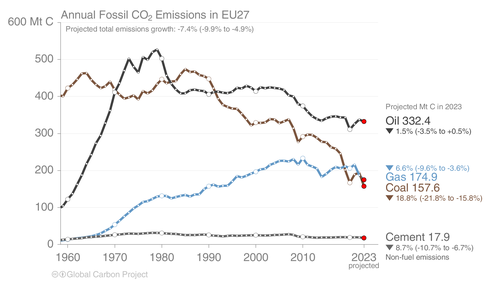 Annual Fossil CO2 Emissions in EU27
Projected total emissions growth: -7.4% (-9.9% to -4.9%)
600 Mt C
500
400
300
200
100
0
1960
1970
1980
1990
2000
2010
2023
projected
Projected Mt C in 2023
Oil 332.4
▼ 1.5% (-3.5% to +0.5%)
▼ 6.6% (-9.6% to -3.6%)
Gas 174.9
Coal 157.6
▼ 18.8% (-21.8% to -15.8%)
Cement 17.9
▼ 8.7% (-10.7% to -6.7%)
Non-fuel emissions
Global Carbon Project